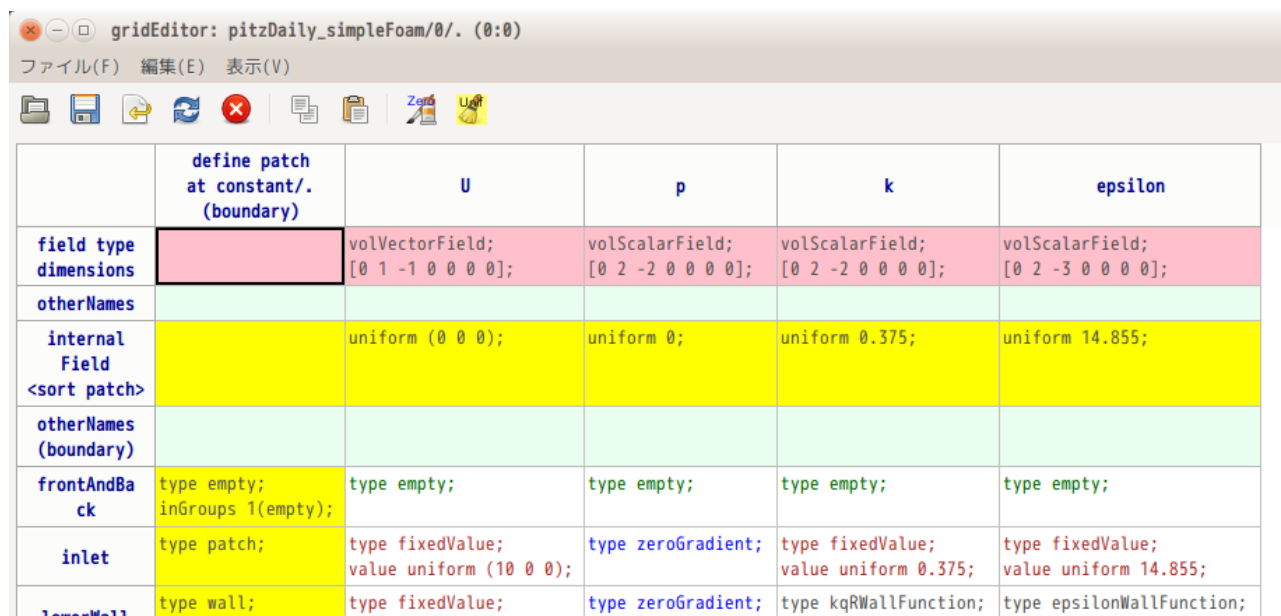 gridEditor: pitzDaily_simpleFoam/0/. (0:0)
ファイル(F) 編集(E) 表示(V)
Zero Unif
define patch
at constant/.
(boundary)
U
p
k
epsilon
field type
dimensions
volVectorField;
[0 1 -1 0 0 0 0];
volScalarField;
[0 2 -2 0 0 0 0];
volScalarField;
[0 2 -2 0 0 0 0];
volScalarField;
[0 2 -3 0 0 0 0];
otherNames
internal
Field
<sort patch>
uniform (0 0 0);
uniform 0;
uniform 0.375;
uniform 14.855;
otherNames
(boundary)
frontAndBa
ck
type empty;
inGroups 1(empty);
type empty;
type empty;
type empty;
type empty;
inlet
type patch;
type fixedValue;
value uniform (10 0 0);
type zeroGradient;
type fixedValue;
value uniform 0.375;
type fixedValue;
value uniform 14.855;
lowerWall
type wall;
type fixedValue;
type zeroGradient;
type kqRWallFunction;
type epsilonWallFunction;